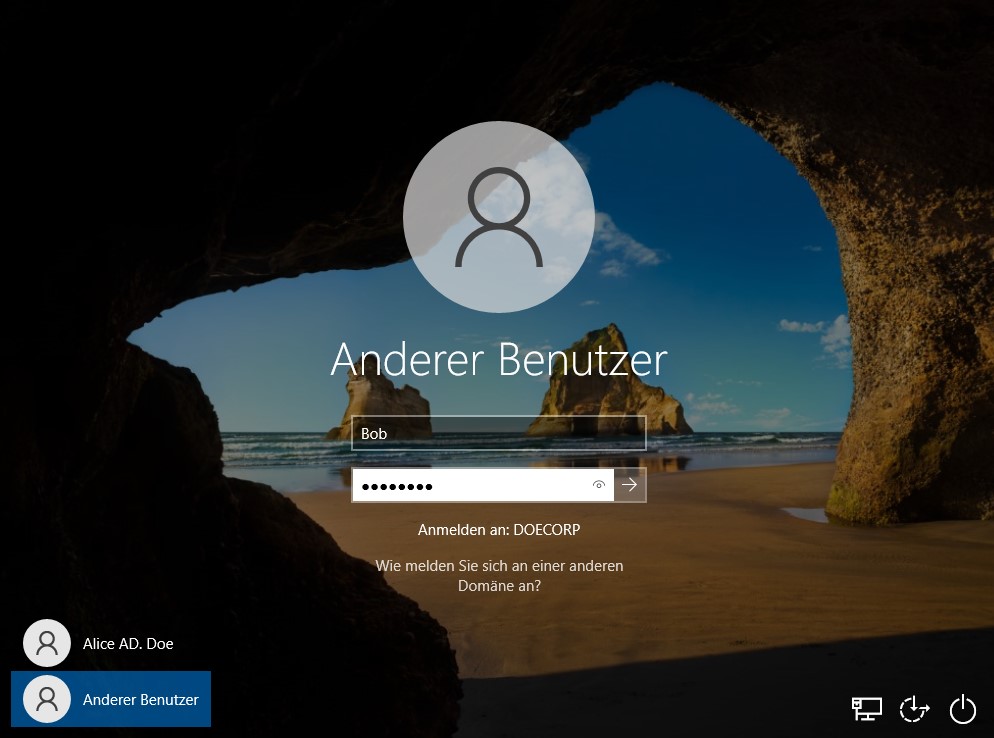 Anderer Benutzer
Bob
Anmelden an: DOECORP
Wie melden Sie sich an einer anderen
Domäne an?
Alice AD. Doe
Anderer Benutzer